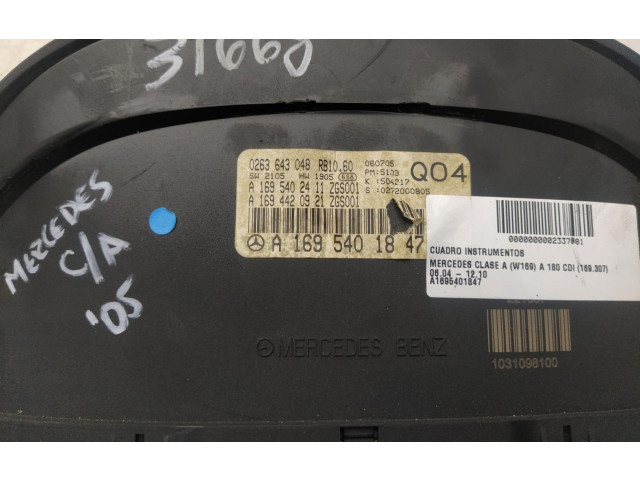 31668
MERCEDES
C/A
'05
0263 643 048 RB10.60
SW 2105 HW 1905 658
A 169 540 24 11 ZGS001
A 169 442 09 21 ZGS001
A 169 540 18 47
080705
PM:5103
K :504217
S :0272000805
Q04
CUADRO INSTRUMENTOS
MERCEDES CLASE A (W169) A 180 CDI (169.307)
06.04 - 12.10
A1695401847
MERCEDES BENZ
1031098100